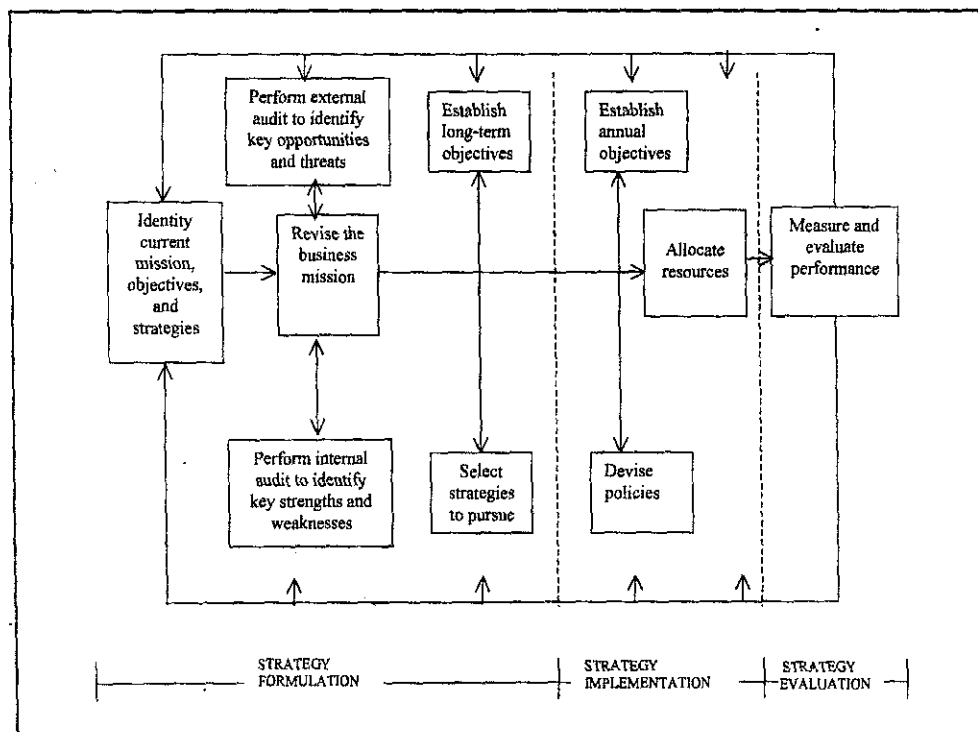 Perform external
audit to identify
key opportunities
and threats
Establish
long-term
objectives
Establish
annual
objectives
Identity
current
mission,
objectives,
and
strategies
Revise the
business
mission
Allocate
resources
Measure and
evaluate
performance
Perform internal
audit to identify
key strengths and
weaknesses
Select
strategies
to pursue
Devise
policies
STRATEGY
FORMULATION
STRATEGY
IMPLEMENTATION
STRATEGY
EVALUATION